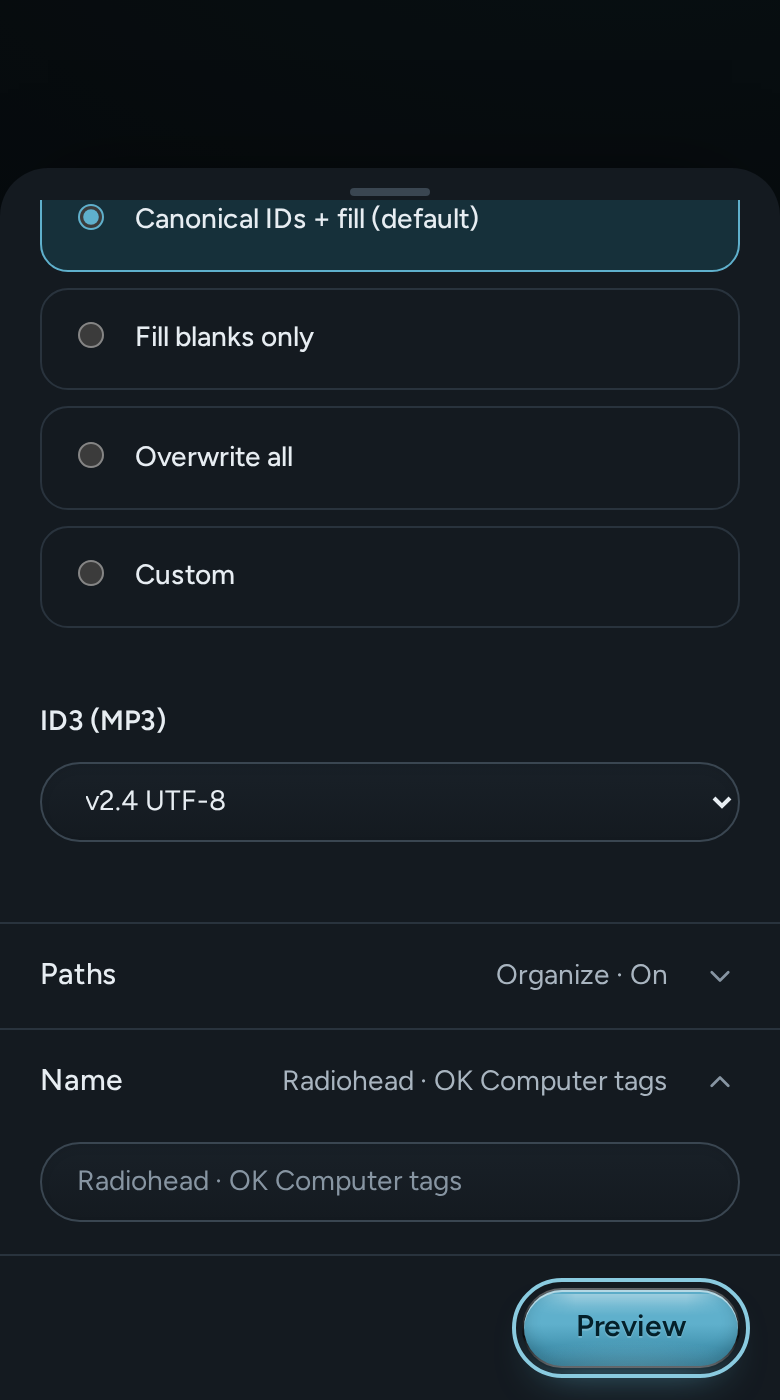 Canonical IDs + fill (default)
Fill blanks only
Overwrite all
Custom
ID3 (MP3)
v2.4 UTF-8
Paths Organize · On
Name Radiohead · OK Computer tags
Radiohead · OK Computer tags
Preview